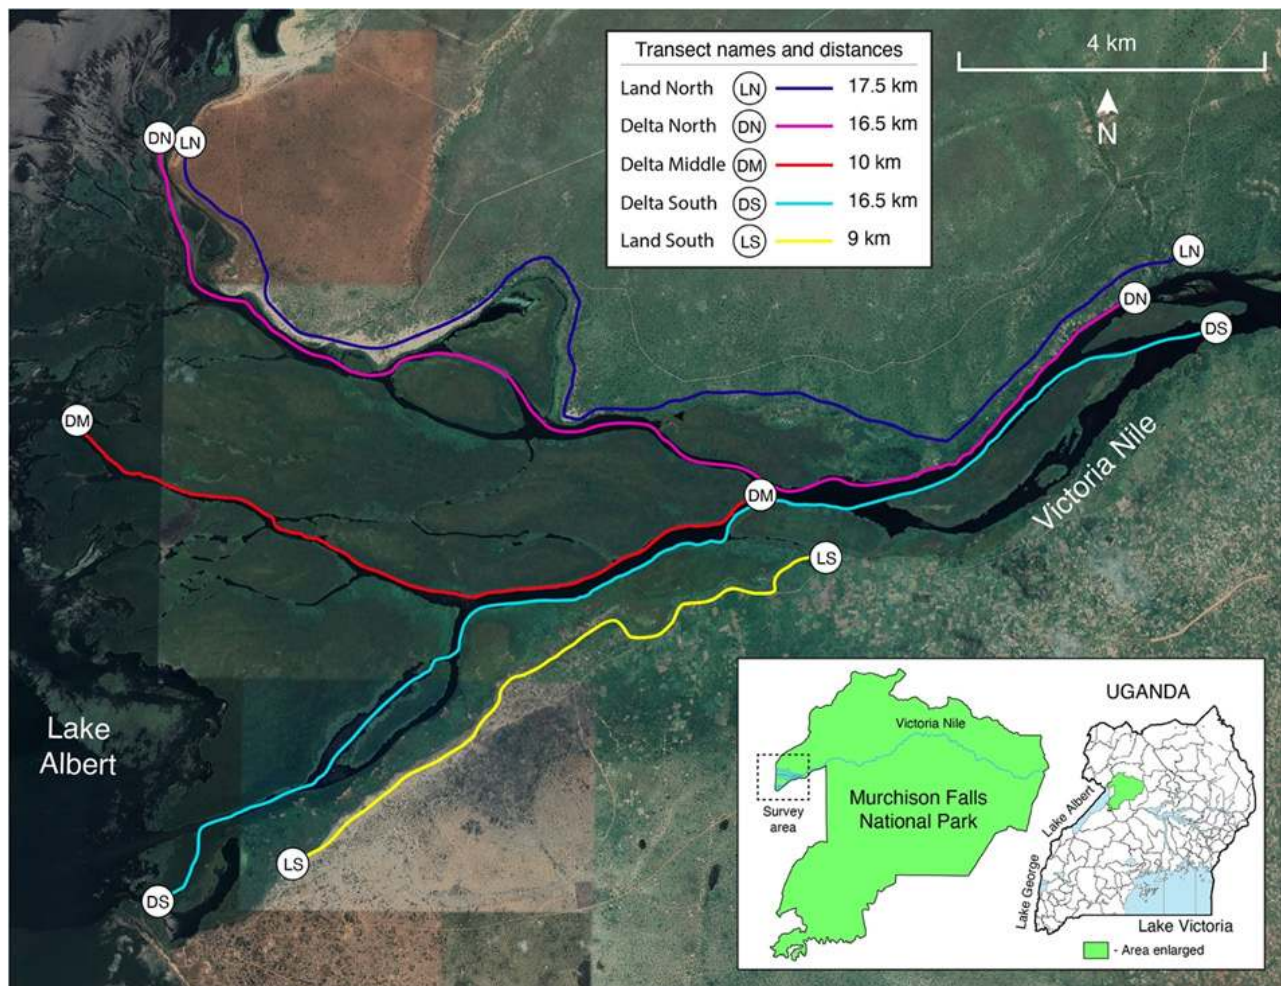 Transect names and distances
Land North LN 17.5 km
Delta North DN 16.5 km
Delta Middle DM 10 km
Delta South DS 16.5 km
Land South LS 9 km
4 km
N
DN LN
LN
DN
DS
DM
DM
Victoria Nile
LS
Lake
Albert
LS
DS
Victoria Nile
Survey
area
Murchison Falls
National Park
UGANDA
Lake Albert
Lake George
Lake Victoria
- Area enlarged